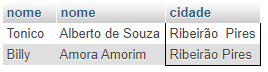 nome nome cidade
Tonico Alberto de Souza Ribeirão  Pires
Billy Amora Amorim Ribeirão Pires